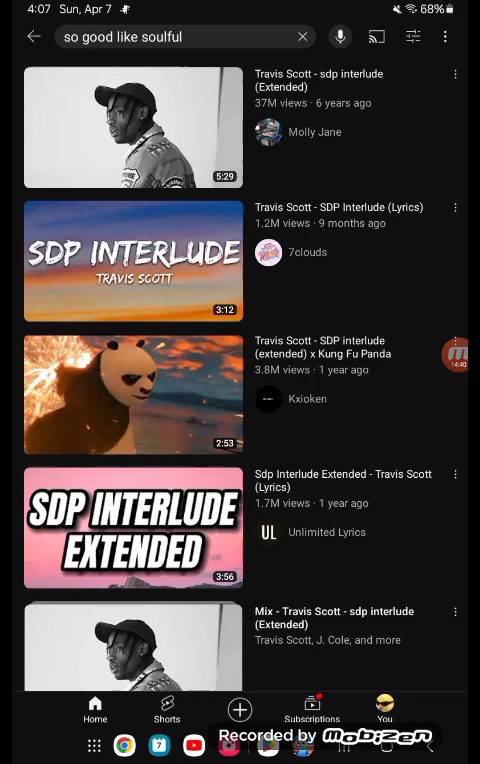 4:07 Sun, Apr 7
68%
so good like soulful
Travis Scott - sdp interlude
(Extended)
37M views · 6 years ago
Molly Jane
5:29
Travis Scott - SDP Interlude (Lyrics)
1.2M views · 9 months ago
7clouds
SDP INTERLUDE
TRAVIS SCOTT
3:12
Travis Scott - SDP interlude
(extended) x Kung Fu Panda
3.8M views · 1 year ago
Kxioken
14:40
2:53
Sdp Interlude Extended - Travis Scott
(Lyrics)
1.7M views · 1 year ago
UL
Unlimited Lyrics
SDP INTERLUDE
EXTENDED
3:56
Mix - Travis Scott - sdp interlude
(Extended)
Travis Scott, J. Cole, and more
Home
Shorts
Subscriptions
You
Recorded by Mobizen
7